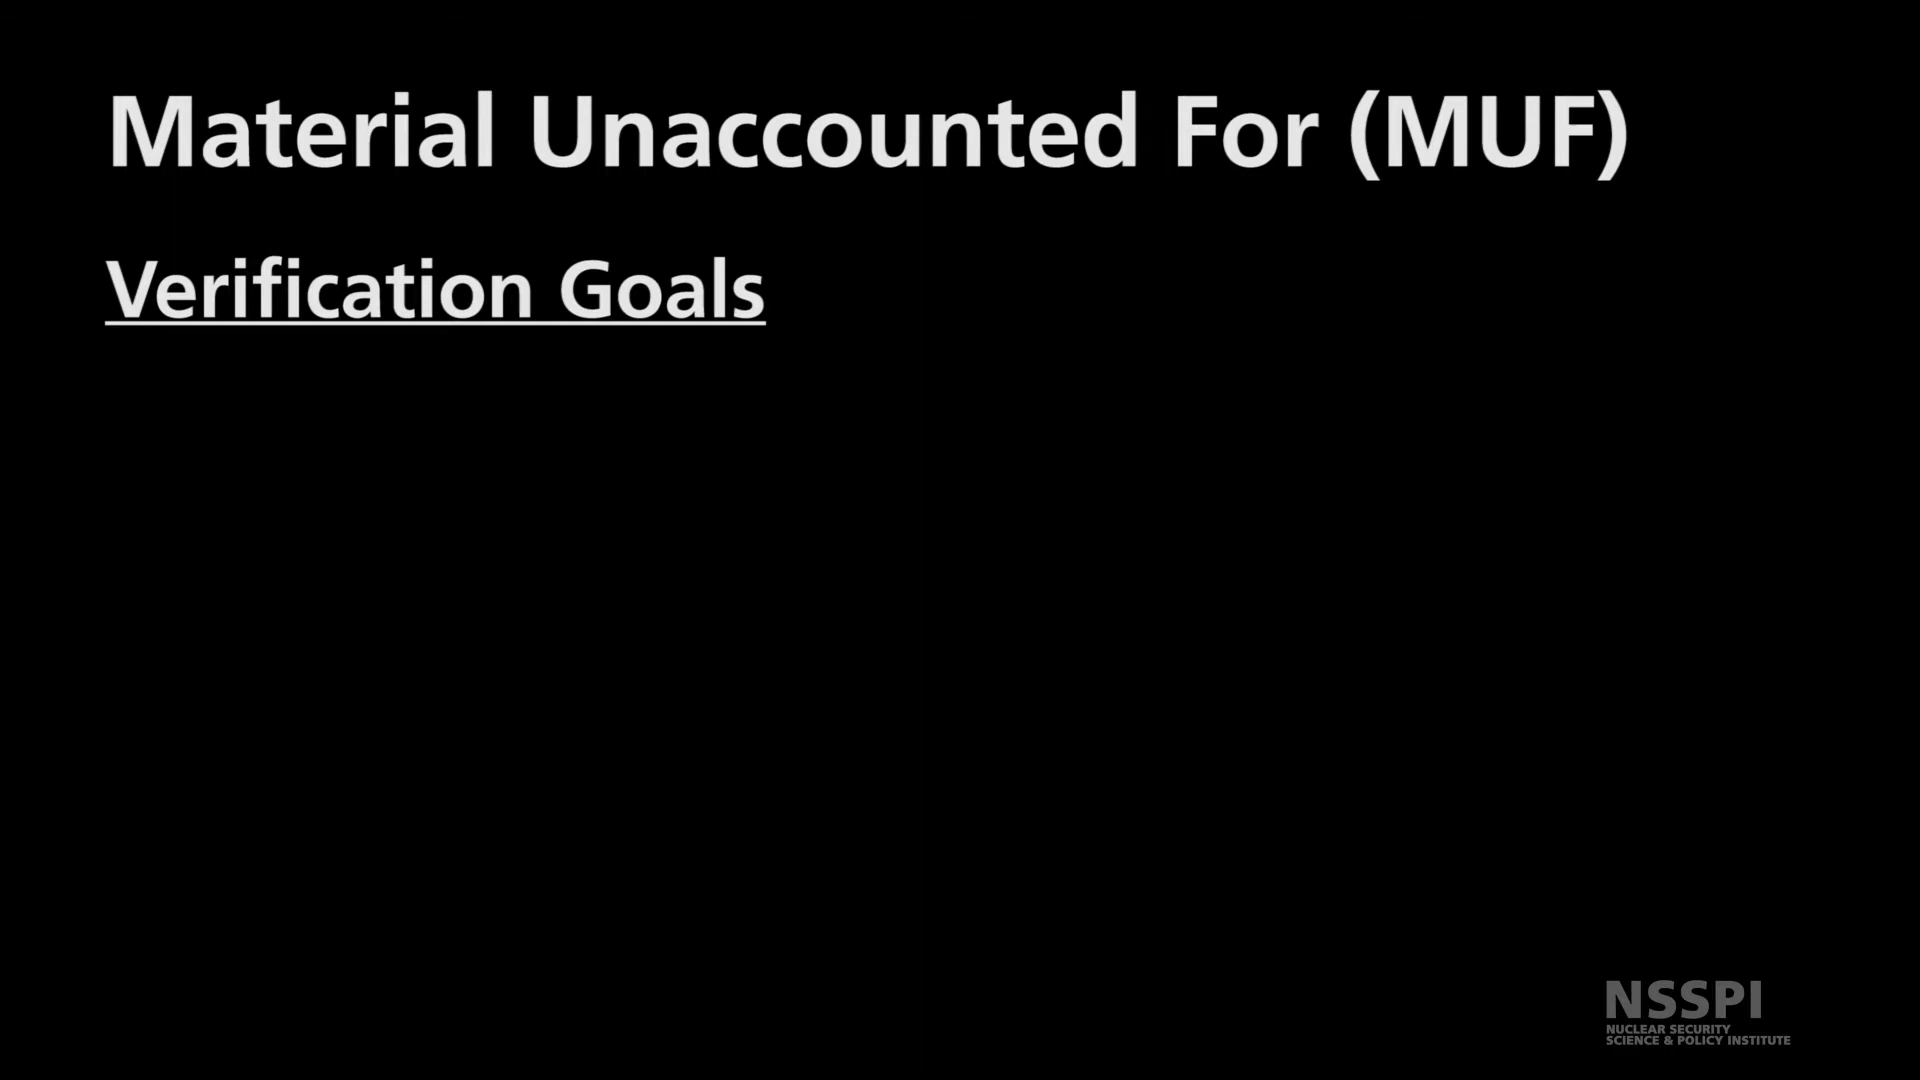 Material Unaccounted For (MUF)
Verification Goals
NSSPI
NUCLEAR SECURITY
SCIENCE & POLICY INSTITUTE